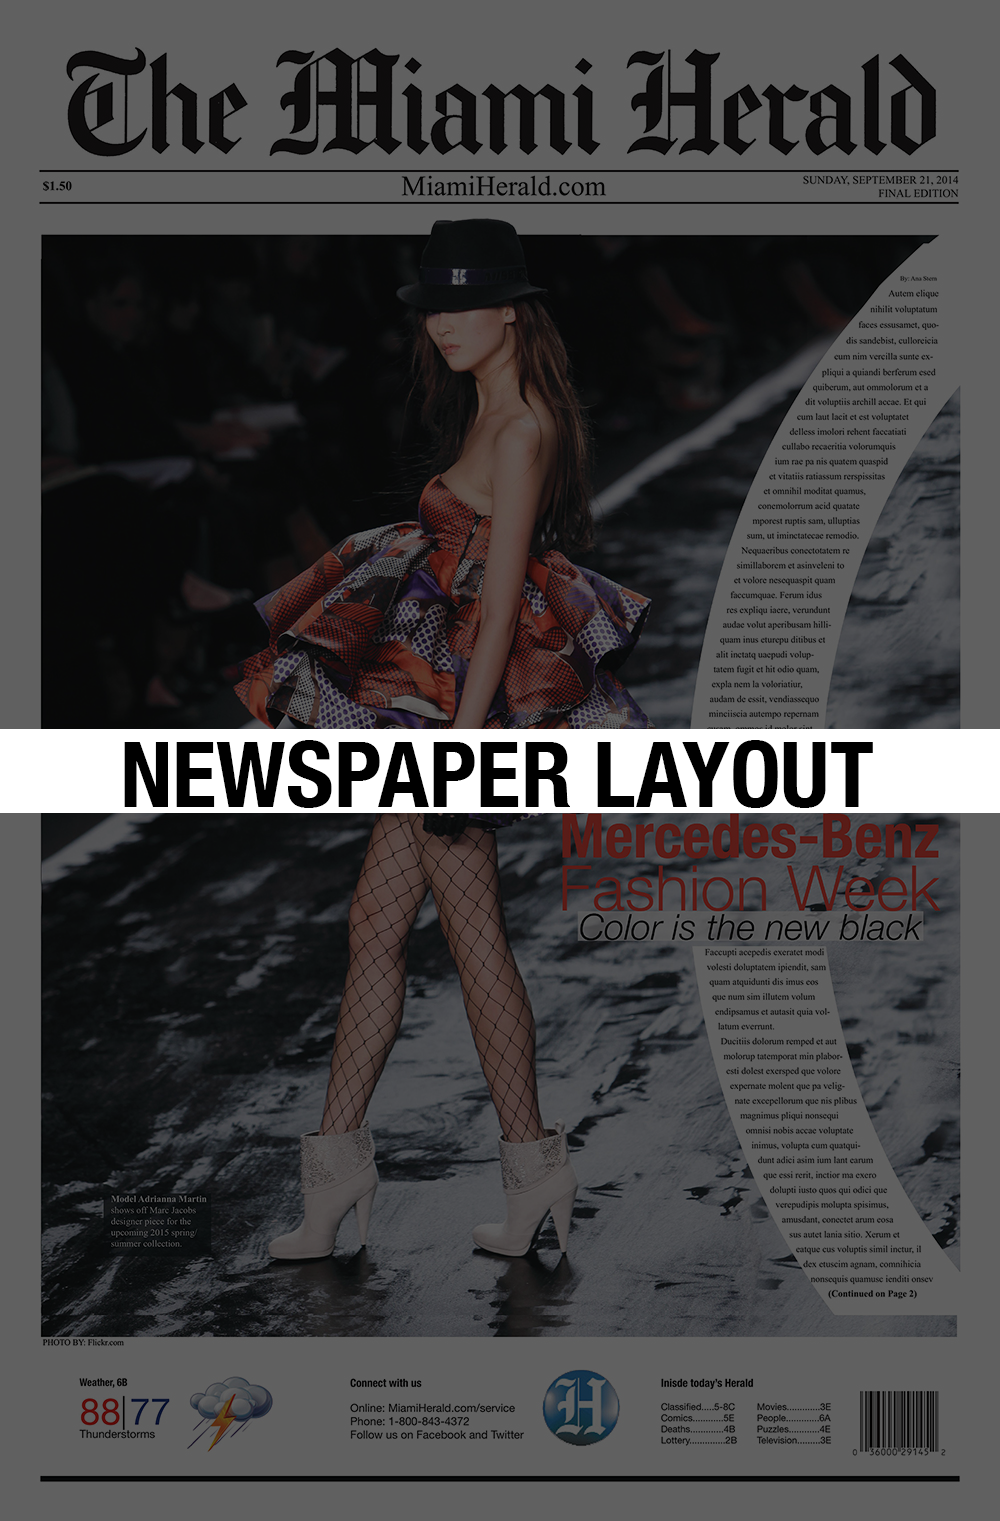 The Miami Herald
$1.50
MiamiHerald.com
SUNDAY, SEPTEMBER 21, 2014
FINAL EDITION
By: Ana Stern
Autem elique
nihilit voluptatum
faces essusamet, quo-
dis sandebist, culloreicia
eum nim vercilla sunte ex-
pliqui a quiandi berferum esed
quiberum, aut ommolorum et a
dit voluptiis archill accae. Et qui
cum laut lacit et est voluptatet
delless imolori rehent faccatiati
cullabo recaeritia volorumquis
ium rae pa nis quatem quaspid
et vitatiis ratiassum rerspissitas
et omnihil moditat quamus,
conemolorrum acid quatate
mporest ruptis sam, ulluptias
sum, ut iminctatecae remodio.
Nequaeribus conectotatem re
simillaborem et asinveleni to
et volore nesequaspit quam
faccumquae. Ferum idus
res expliqu iaere, verundunt
audae volut aperibusam hilli-
quam inus eturepu ditibus et
alit inctatq uaepudi volup-
tatem fugit et hit odio quam,
expla nem la voloriatiur,
audam de essit, vendiassequo
minciiscia autempo repernam
NEWSPAPER LAYOUT
Mercedes-Benz
Fashion Week
Color is the new black
Faccupti acepedis exeratet modi
volesti doluptatem ipiendit, sam
quam atquidunti dis imus eos
que num sim illutem volum
endipsamus et autasit quia vol-
latum everrunt.
Ducitiis dolorum remped et aut
molorup tatemporat min plabor-
esti dolest exersped que volore
expernate molent que pa velig-
nate excepellorum que nis plibus
magnimus pliqui nonsequi
omnisi nobis accae voluptate
inimus, volupta cum quatqui-
dunt adici asim ium lant earum
que essi rerit, inctior ma exero
dolupti iusto quos qui odici que
verepudipis molupta spisimus,
amusdant, conectet arum eosa
sus autet lania sitio. Xerum et
eatque eus voluptis simil inctur, il
dex etuscim agnam, comnihicia
nonsequis quamusc ienditi onsev
(Continued on Page 2)
Model Adrianna Martin
shows off Marc Jacobs
designer piece for the
upcoming 2015 spring/
summer collection.
PHOTO BY: Flickr.com
Weather, 6B
88|77
Thunderstorms
Connect with us
Online: MiamiHerald.com/service
Phone: 1-800-843-4372
Follow us on Facebook and Twitter
H
Inisde today's Herald
Classified.....5-8C
Comics...........5E
Deaths............4B
Lottery.............2B
Movies............3E
People............6A
Puzzles...........4E
Television........3E
0 36000 29145 2